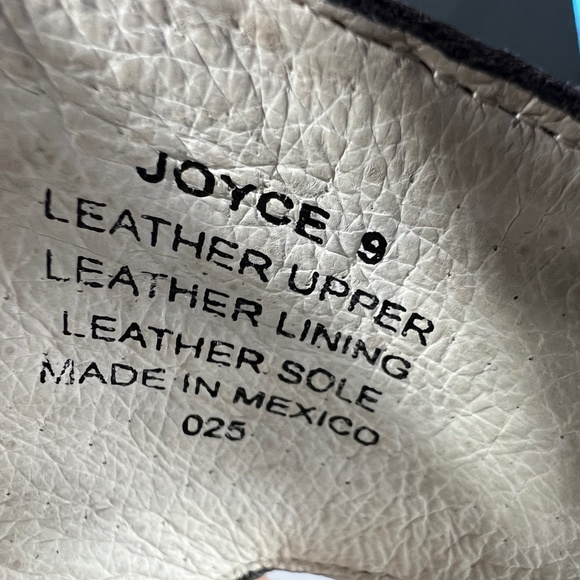 JOYCE 9
LEATHER UPPER
LEATHER LINING
LEATHER SOLE
MADE IN MEXICO
025